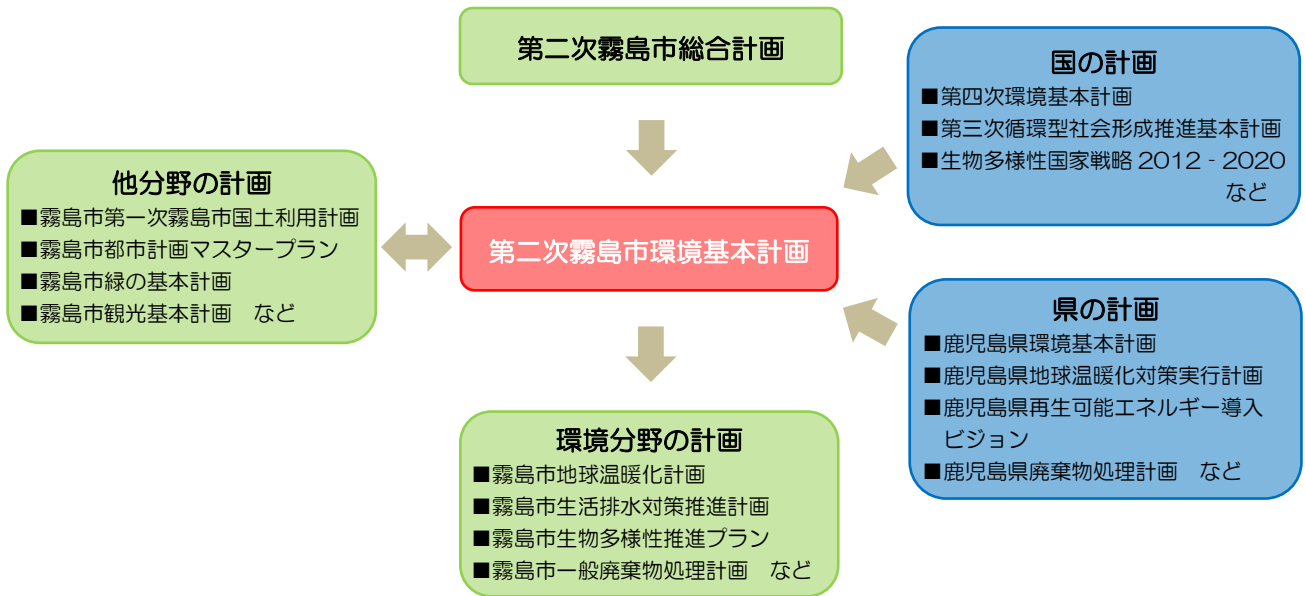 第二次霧島市総合計画
国の計画
■第四次環境基本計画
■第三次循環型社会形成推進基本計画
■生物多様性国家戦略 2012‐2020
など
他分野の計画
■霧島市第一次霧島市国土利用計画
■霧島市都市計画マスタープラン
■霧島市緑の基本計画
■霧島市観光基本計画　など
第二次霧島市環境基本計画
県の計画
■鹿児島県環境基本計画
■鹿児島県地球温暖化対策実行計画
■鹿児島県再生可能エネルギー導入
ビジョン
■鹿児島県廃棄物処理計画　など
環境分野の計画
■霧島市地球温暖化計画
■霧島市生活排水対策推進計画
■霧島市生物多様性推進プラン
■霧島市一般廃棄物処理計画　など